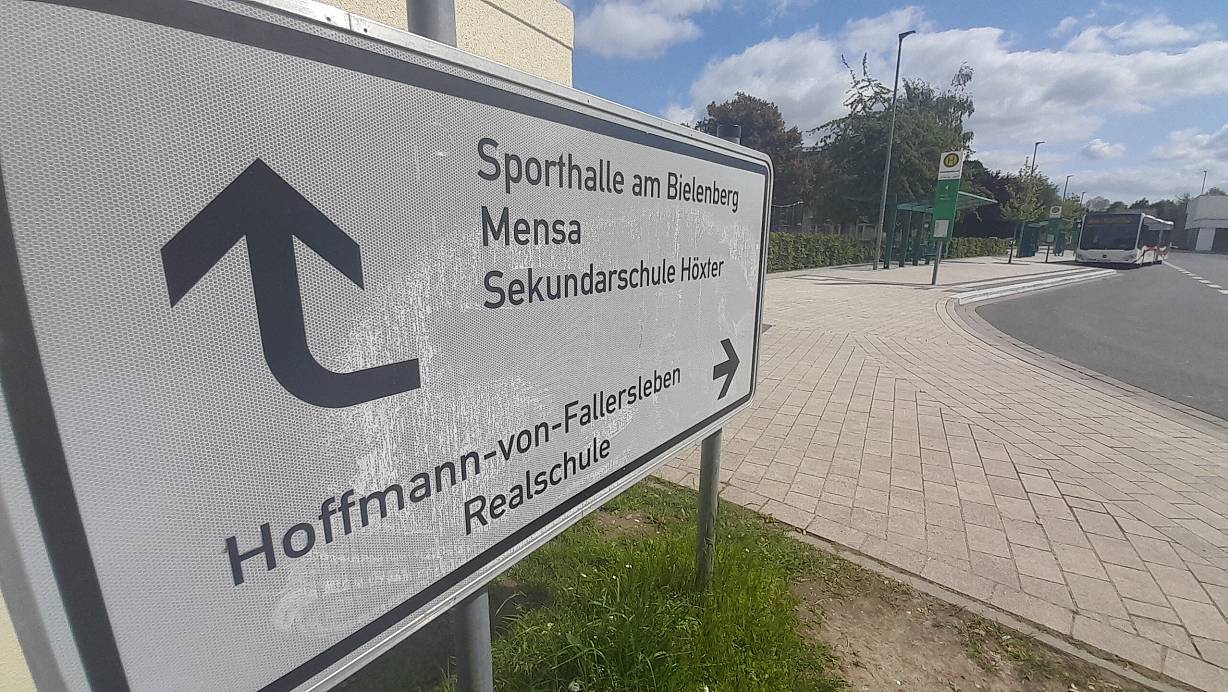 Sporthalle am Bielenberg
Mensa
Sekundarschule Höxter
Hoffmann-von-Fallersleben
Realschule
H